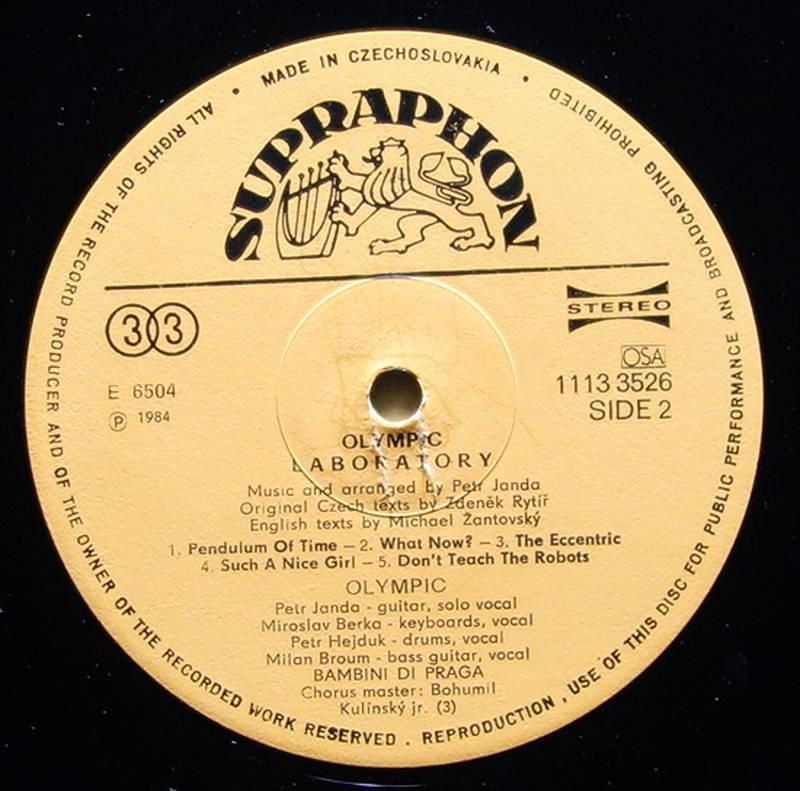 ALL RIGHTS OF THE RECORD PRODUCER AND OF THE OWNER OF THE RECORDED WORK RESERVED . REPRODUCTION , USE OF THIS DISC FOR PUBLIC PERFORMANCE AND BROADCASTING PROHIBITED
• MADE IN CZECHOSLOVAKIA •
SUPRAPHON
33
STEREO
OSA
E 6504
1113 3526
Ⓟ 1984
SIDE 2
OLYMPIC
LABORATORY
Music and arranged by Petr Janda
Original Czech texts by Zdeněk Rytíř
English texts by Michael Žantovský
1. Pendulum Of Time – 2. What Now? – 3. The Eccentric
4. Such A Nice Girl – 5. Don't Teach The Robots
OLYMPIC
Petr Janda - guitar, solo vocal
Miroslav Berka - keyboards, vocal
Petr Hejduk - drums, vocal
Milan Broum - bass guitar, vocal
BAMBINI DI PRAGA
Chorus master: Bohumil
Kulínský jr. (3)